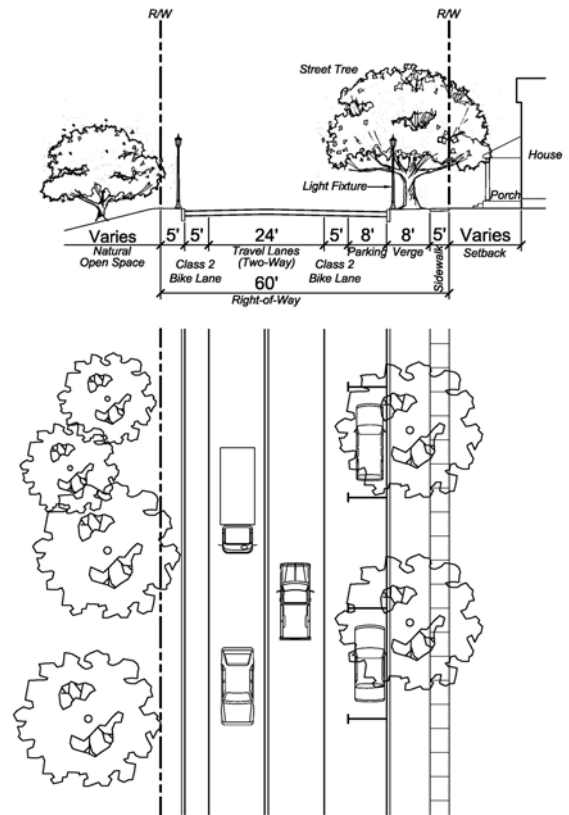 R/W
R/W
Street Tree
House
Light Fixture
Porch
Varies
5'
5'
24'
5'
8'
8'
5'
Varies
Natural
Open Space
Class 2
Bike Lane
Travel Lanes
(Two-Way)
Class 2
Bike Lane
Parking
Verge
Sidewalk
Setback
60'
Right-of-Way